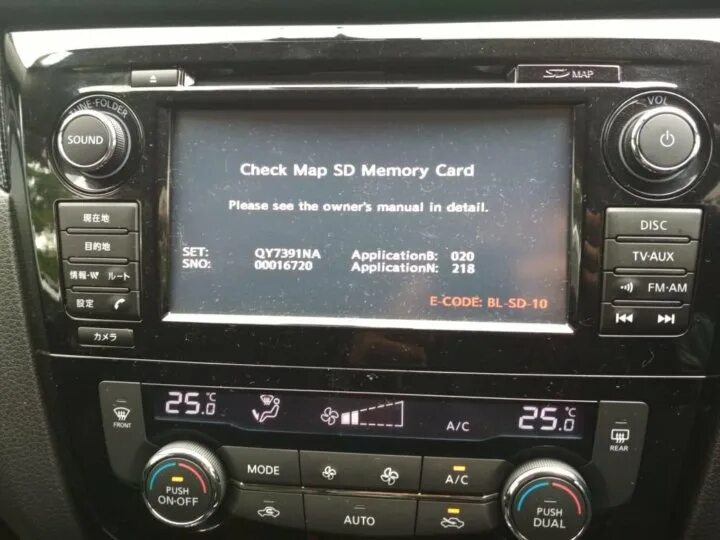 TUNE·FOLDER
SOUND
SD MAP
VOL
Check Map SD Memory Card
Please see the owner's manual in detail.
SET: QY7391NA ApplicationB: 020
SNO: 00016720 ApplicationN: 218
E-CODE: BL-SD-10
現在地
目的地
情報・VI ルート
設定
カメラ
DISC
TV·AUX
FM·AM
25.0 °C
A/C
25.0 °C
FRONT
REAR
PUSH
ON·OFF
MODE
A/C
AUTO
PUSH
DUAL